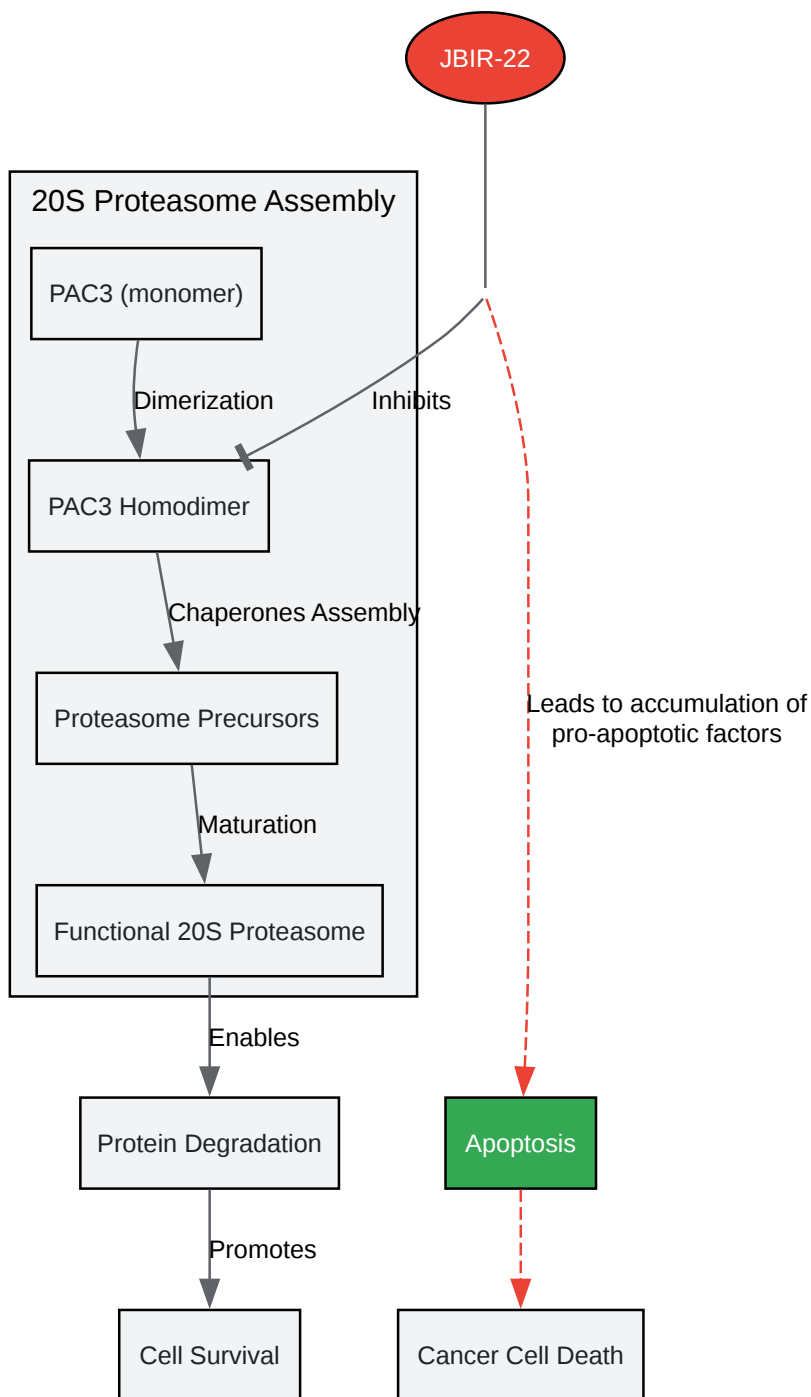 JBIR-22
20S Proteasome Assembly
PAC3 (monomer)
Dimerization
Inhibits
PAC3 Homodimer
Chaperones Assembly
Proteasome Precursors
Leads to accumulation of
pro-apoptotic factors
Maturation
Functional 20S Proteasome
Enables
Protein Degradation
Apoptosis
Promotes
Cell Survival
Cancer Cell Death